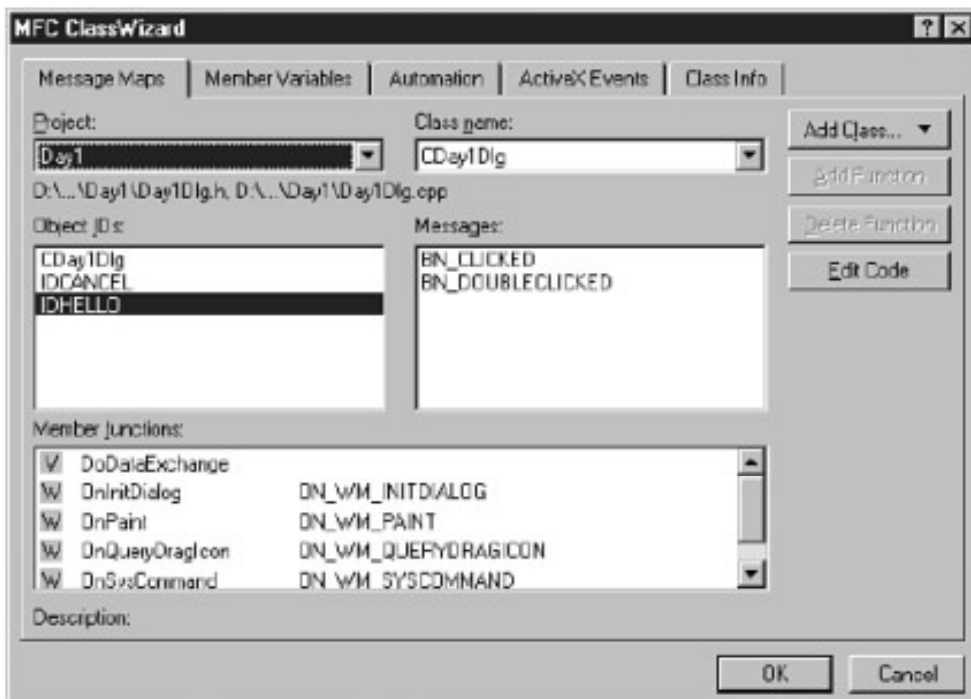 MFC ClassWizard
Message Maps Member Variables Automation ActiveX Events Class Info
Project:
Class name:
Add Class...
Day1
CDay1Dlg
Add Function
D:\...\Day1\Day1Dlg.h, D:\...\Day1\Day1Dlg.cpp
Delete Function
Object IDs:
Messages:
Edit Code
CDay1Dlg
IDCANCEL
IDHELLO
BN_CLICKED
BN_DOUBLECLICKED
Member functions:
V DoDataExchange
W OnInitDialog ON_WM_INITDIALOG
W OnPaint ON_WM_PAINT
W OnQueryDragIcon ON_WM_QUERYDRAGICON
W OnSysCommand ON_WM_SYSCOMMAND
Description:
OK Cancel